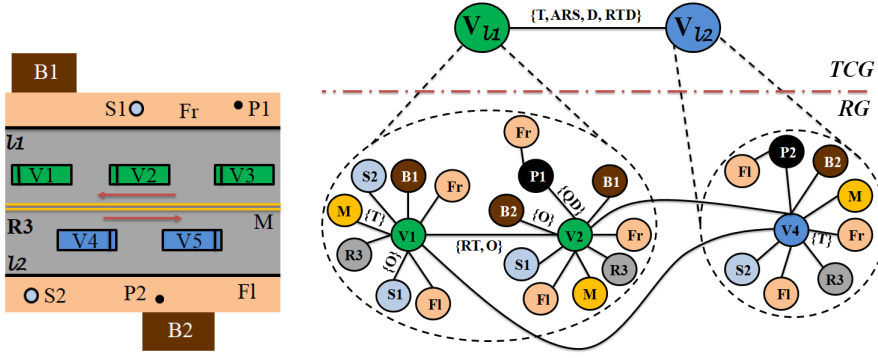 B1
S1 Fr P1
l1
V1 V2 V3
R3 M
V4 V5
l2
S2 P2 Fl
B2
V l1 {T, ARS, D, RTD} V l2
TCG
RG
Fr
S2 B1 Fr P1 B1
M {T} B2 {O} {QD}
V1 {RT, O} V2 Fr
R3 {O} S1 R3
S1 Fl Fl M
P2 B2
Fl M
V4 {T} Fr
S2 R3
Fl